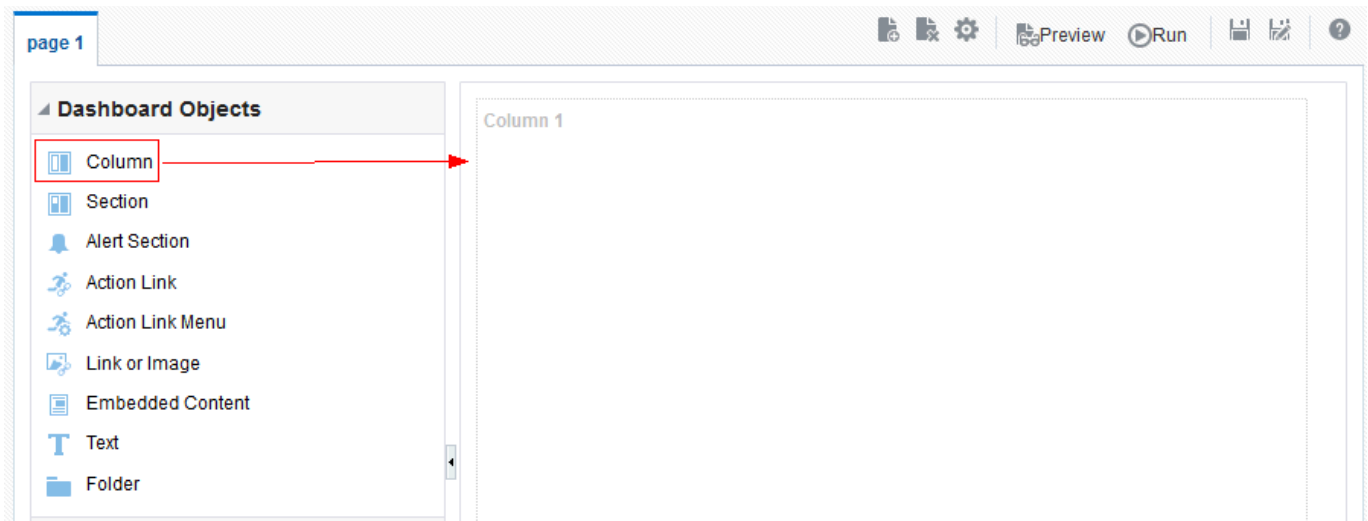 page 1
Preview
Run
Dashboard Objects
Column
Section
Alert Section
Action Link
Action Link Menu
Link or Image
Embedded Content
Text
Folder
Column 1